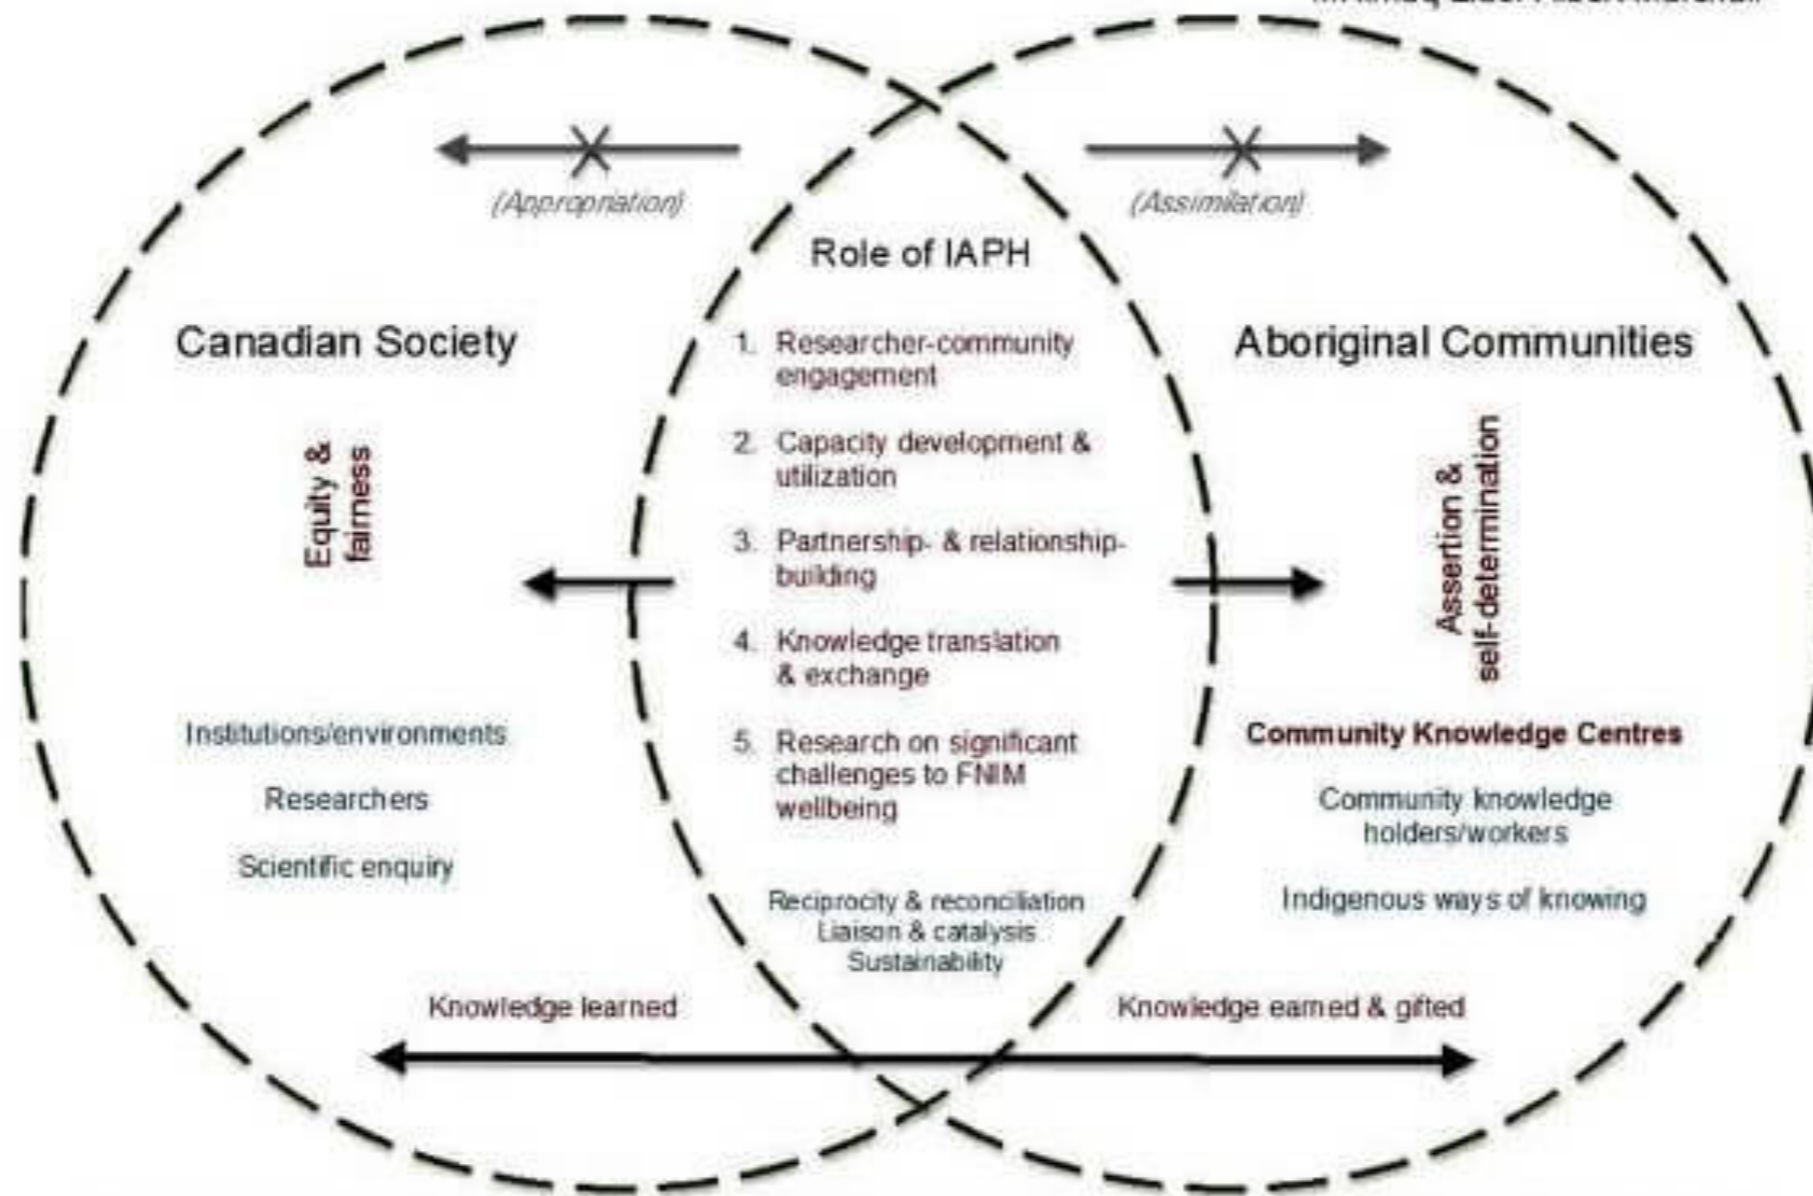 (Appropriation)
(Assimilation)
Role of IAPH
Canadian Society
Equity &
fairness
Institutions/environments
Researchers
Scientific enquiry
1. Researcher-community
engagement
2. Capacity development &
utilization
3. Partnership- & relationship-
building
4. Knowledge translation
& exchange
5. Research on significant
challenges to FNIM
wellbeing
Reciprocity & reconciliation
Liaison & catalysis
Sustainability
Aboriginal Communities
Assertion &
self-determination
Community Knowledge Centres
Community knowledge
holders/workers
Indigenous ways of knowing
Knowledge learned
Knowledge earned & gifted